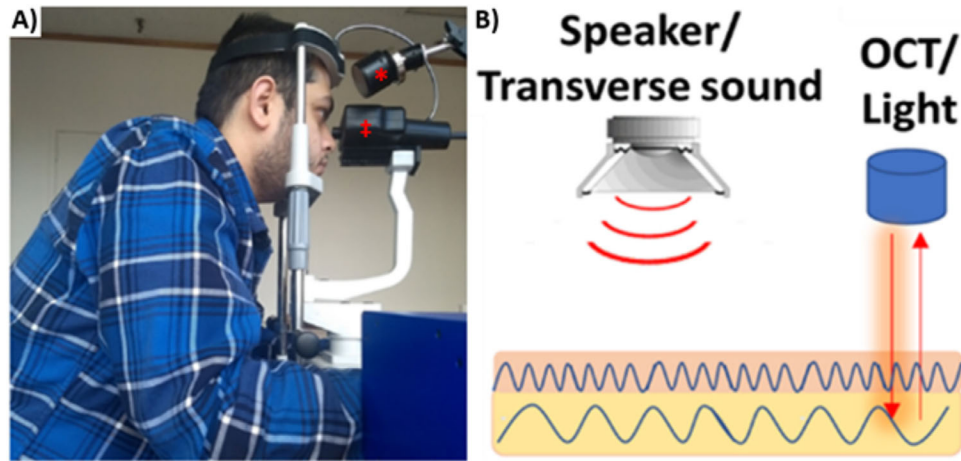 A)
*
‡
B)
Speaker/
Transverse sound
OCT/
Light